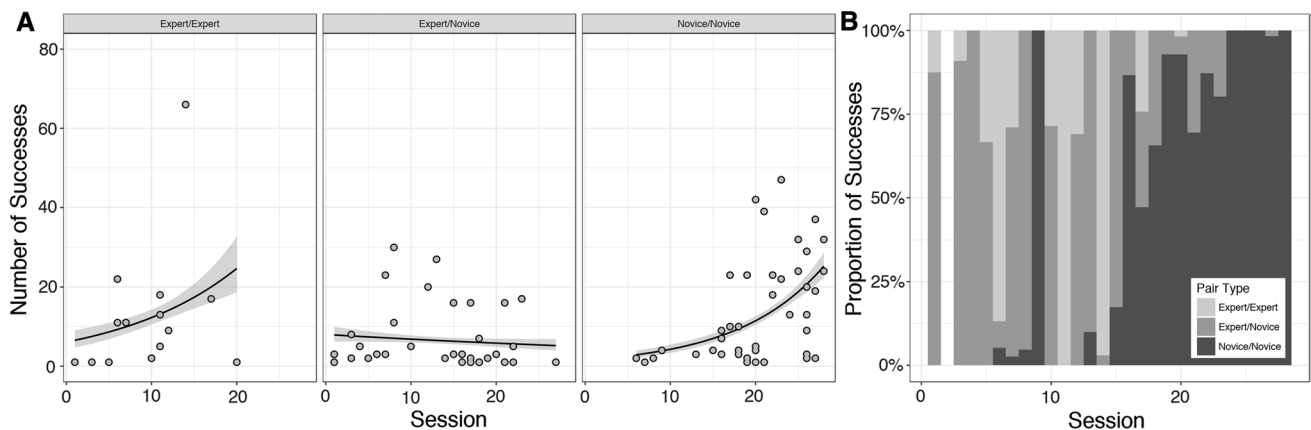 A
Expert/Expert
Expert/Novice
Novice/Novice
Number of Successes
80
60
40
20
0
0 10 20
0 10 20
0 10 20
Session
B
Proportion of Successes
100%
75%
50%
25%
0%
Pair Type
Expert/Expert
Expert/Novice
Novice/Novice
0 10 20
Session